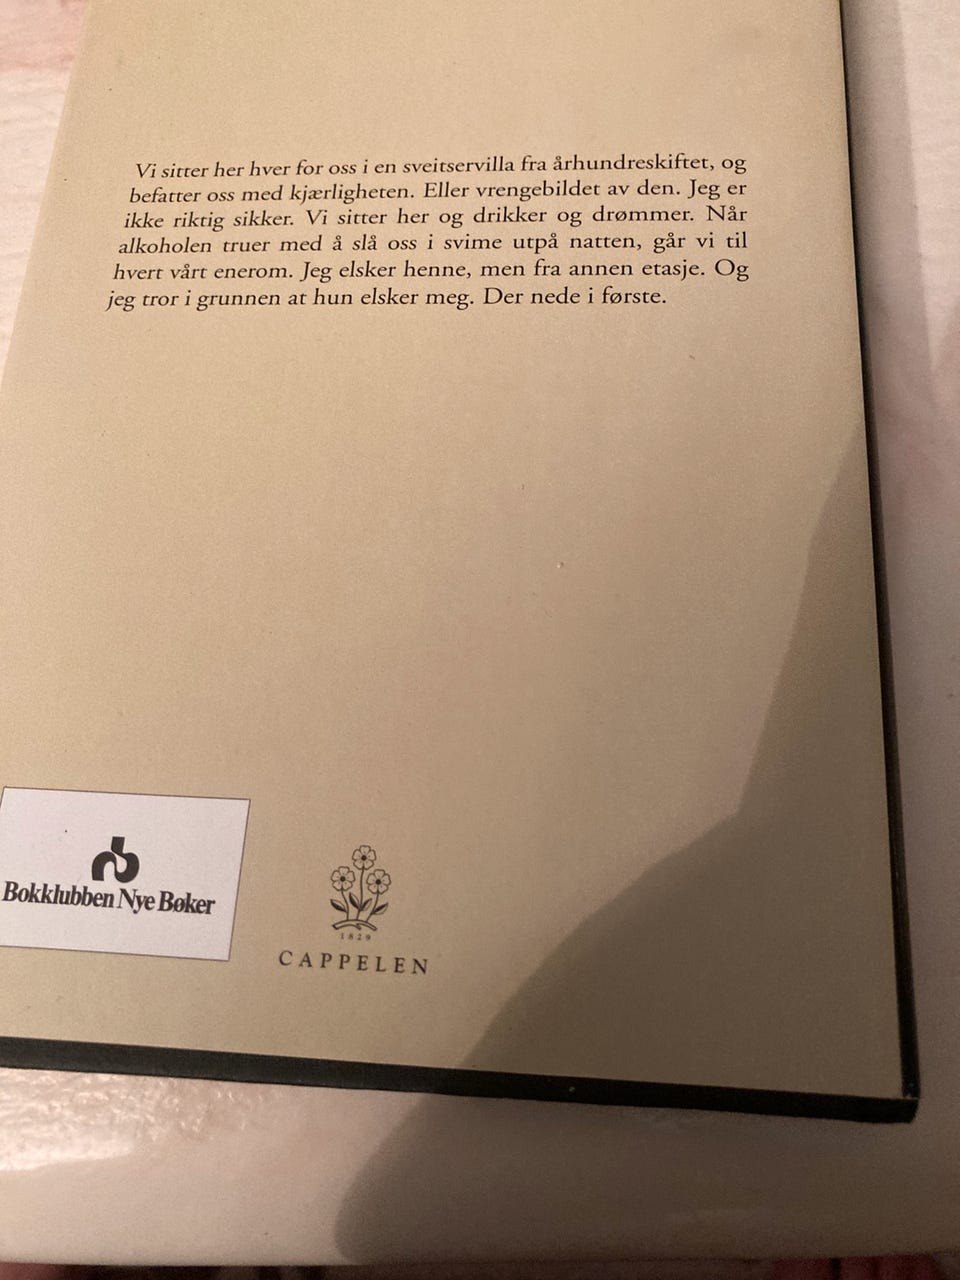 Vi sitter her hver for oss i en sveitservilla fra århundreskiftet, og
befatter oss med kjærligheten. Eller vrengebildet av den. Jeg er
ikke riktig sikker. Vi sitter her og drikker og drømmer. Når
alkoholen truer med å slå oss i svime utpå natten, går vi til
hvert vårt enerom. Jeg elsker henne, men fra annen etasje. Og
jeg tror i grunnen at hun elsker meg. Der nede i første.
Bokklubben Nye Bøker
1829
CAPPELEN